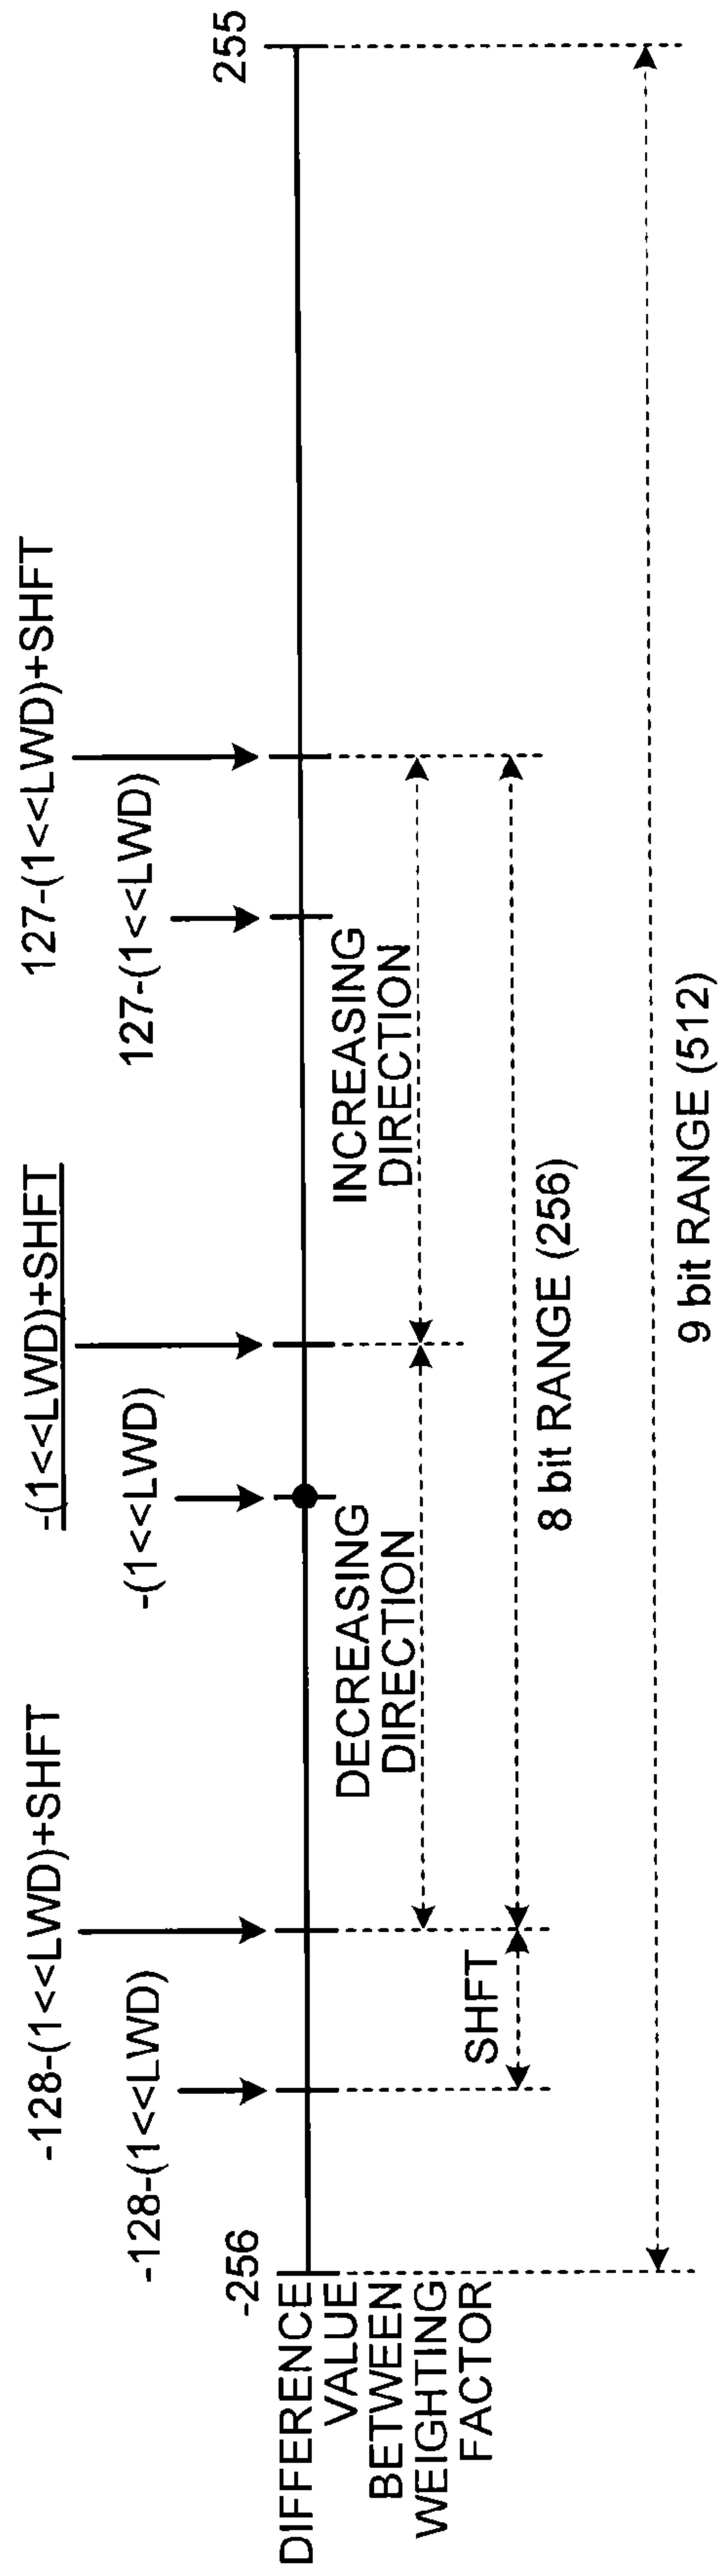 127-(1<<LWD)+SHFT
-(1<<LWD)+SHFT
-128-(1<<LWD)+SHFT
127-(1<<LWD)
-(1<<LWD)
-128-(1<<LWD)
-256
255
DIFFERENCE
VALUE
BETWEEN
WEIGHTING
FACTOR
DECREASING
DIRECTION
INCREASING
DIRECTION
SHFT
8 bit RANGE (256)
9 bit RANGE (512)